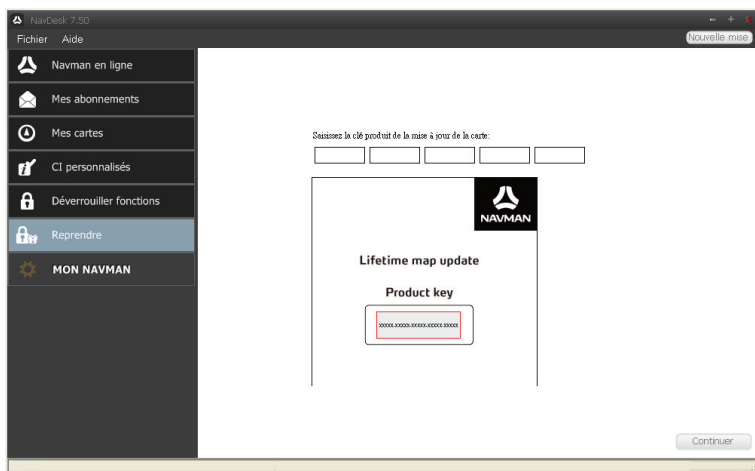 NavDesk 7.50
Fichier Aide
Nouvelle mise
Navman en ligne
Mes abonnements
Mes cartes
CI personnalisés
Déverrouiller fonctions
Reprendre
MON NAVMAN
Saisissez la clé produit de la mise à jour de la carte:
NAVMAN
Lifetime map update
Product key
xxxxx-xxxxx-xxxxx-xxxxx-xxxxx
Continuer